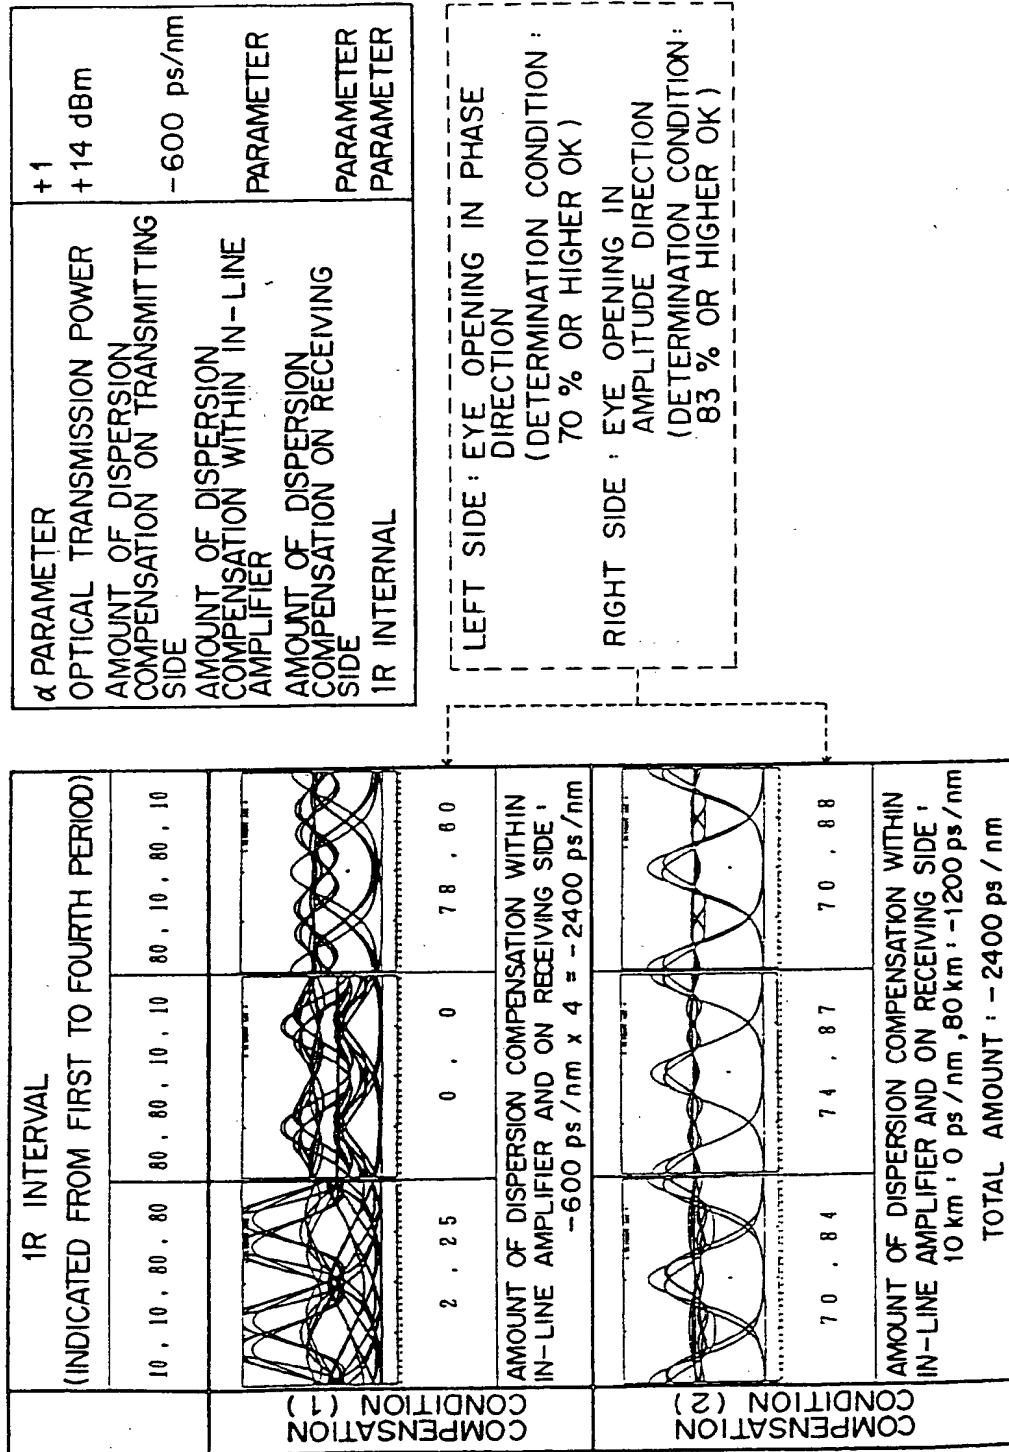 1R INTERVAL
(INDICATED FROM FIRST TO FOURTH PERIOD)
10 , 10 , 80 , 80
80 , 80 , 10 , 10
80 , 10 , 80 , 10
COMPENSATION
CONDITION (1)
2 , 25
0 , 0
78 , 60
AMOUNT OF DISPERSION COMPENSATION WITHIN
IN-LINE AMPLIFIER AND ON RECEIVING SIDE :
-600 ps/nm x 4 = -2400 ps/nm
COMPENSATION
CONDITION (2)
70 , 84
74 , 87
70 , 88
AMOUNT OF DISPERSION COMPENSATION WITHIN
IN-LINE AMPLIFIER AND ON RECEIVING SIDE :
10 km : 0 ps / nm , 80 km : -1200 ps / nm
TOTAL AMOUNT : -2400 ps / nm
α PARAMETER +1
OPTICAL TRANSMISSION POWER +14 dBm
AMOUNT OF DISPERSION
COMPENSATION ON TRANSMITTING
SIDE -600 ps/nm
AMOUNT OF DISPERSION
COMPENSATION WITHIN IN-LINE
AMPLIFIER PARAMETER
AMOUNT OF DISPERSION
COMPENSATION ON RECEIVING
SIDE PARAMETER
1R INTERNAL PARAMETER
LEFT SIDE : EYE OPENING IN PHASE
DIRECTION
(DETERMINATION CONDITION :
70 % OR HIGHER OK )
RIGHT SIDE : EYE OPENING IN
AMPLITUDE DIRECTION
(DETERMINATION CONDITION :
83 % OR HIGHER OK )